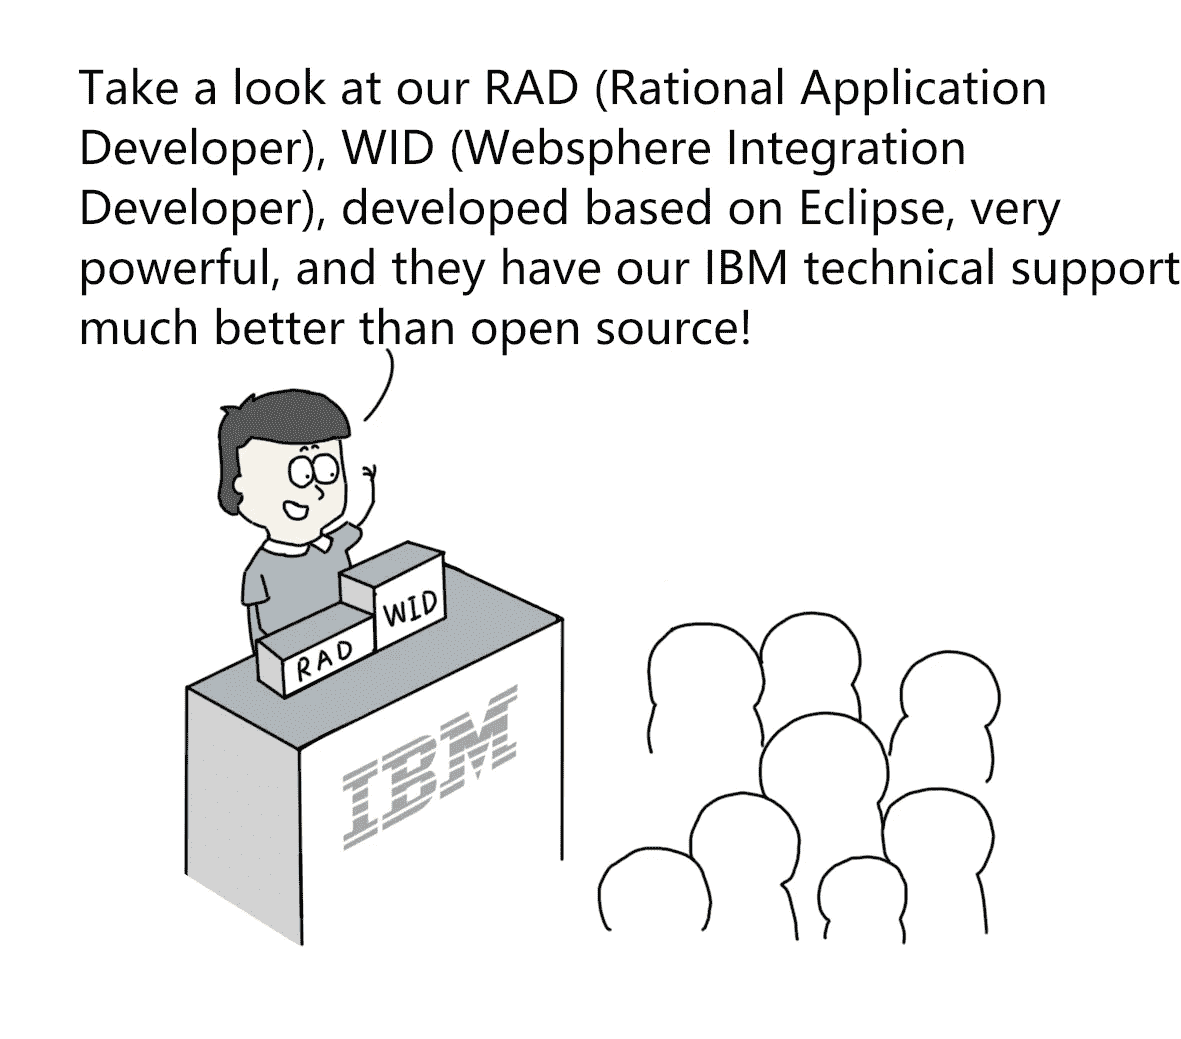 Take a look at our RAD (Rational Application
Developer), WID (Websphere Integration
Developer), developed based on Eclipse, very
powerful, and they have our IBM technical support
much better than open source!
WID
RAD
IBM